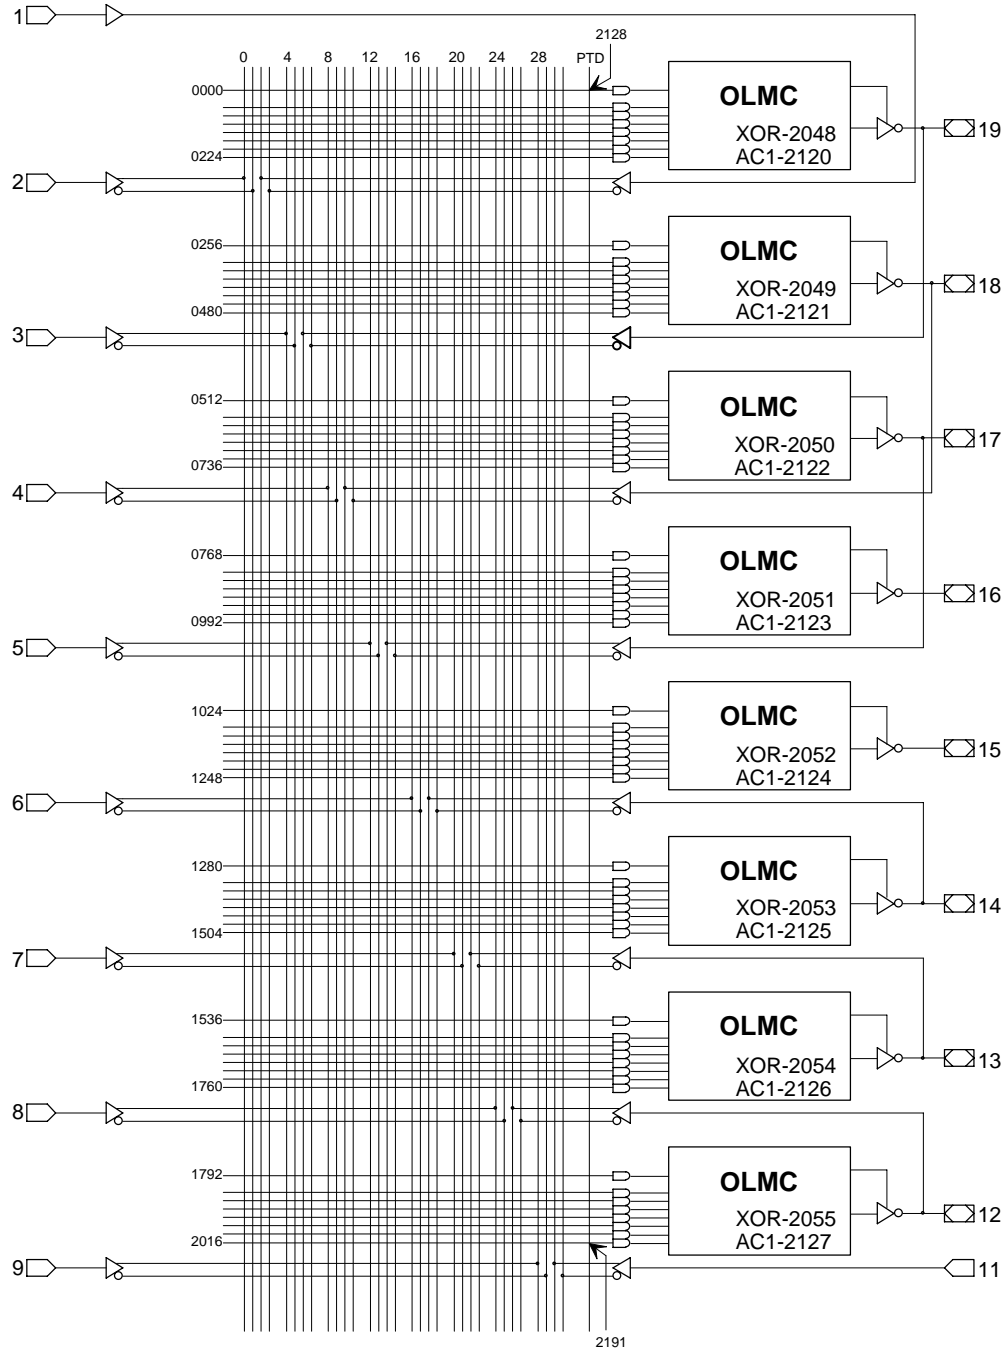 1
2128
0 4 8 12 16 20 24 28 PTD
0000
OLMC
XOR-2048
AC1-2120
19
0224
2
0256
OLMC
XOR-2049
AC1-2121
18
0480
3
0512
OLMC
XOR-2050
AC1-2122
17
0736
4
0768
OLMC
XOR-2051
AC1-2123
16
0992
5
1024
OLMC
XOR-2052
AC1-2124
15
1248
6
1280
OLMC
XOR-2053
AC1-2125
14
1504
7
1536
OLMC
XOR-2054
AC1-2126
13
1760
8
1792
OLMC
XOR-2055
AC1-2127
12
2016
9
11
2191